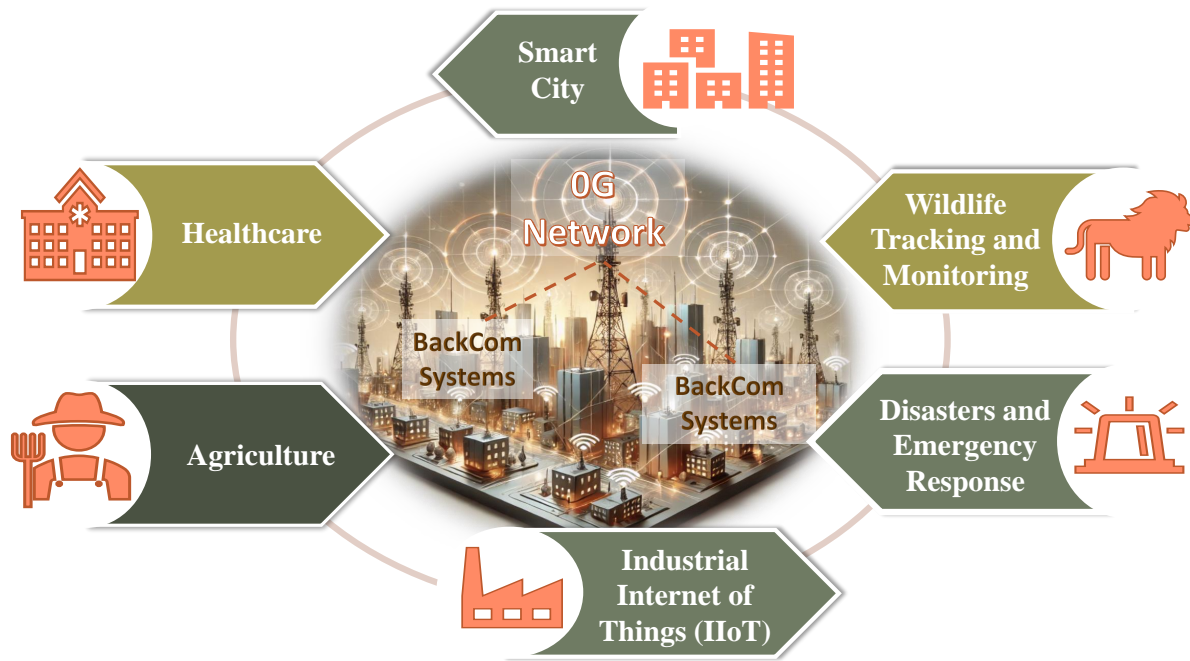 Smart
City
0G
Network
Healthcare
Wildlife
Tracking and
Monitoring
BackCom
Systems
BackCom
Systems
Agriculture
Disasters and
Emergency
Response
Industrial
Internet of
Things (IIoT)